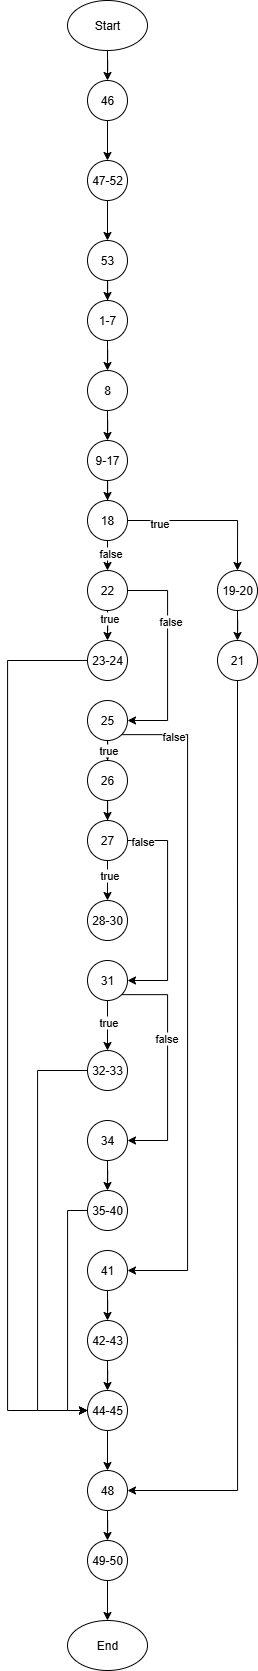 Start
46
47-52
53
1-7
8
9-17
18
true
false
22
19-20
true
false
23-24
21
25
false
true
26
27
false
true
28-30
31
true
false
32-33
34
35-40
41
42-43
44-45
48
49-50
End